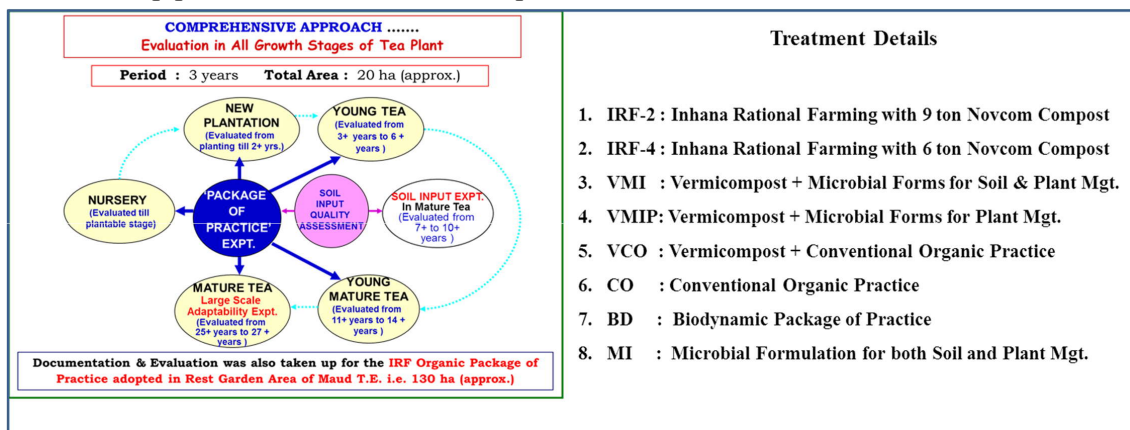 COMPREHENSIVE APPROACH .......
Evaluation in All Growth Stages of Tea Plant
Period : 3 years Total Area : 20 ha (approx.)
NEW
PLANTATION
(Evaluated from
planting till 2+ yrs.)
YOUNG TEA
(Evaluated from
3+ years to 6 +
years )
NURSERY
(Evaluated till
plantable stage)
'PACKAGE
OF
PRACTICE'
EXPT.
SOIL
INPUT
QUALITY
ASSESSMENT
SOIL INPUT EXPT.
In Mature Tea
(Evaluated from
7+ to 10+
years )
MATURE TEA
Large Scale
Adaptability Expt.
(Evaluated from
25+ years to 27 +
years )
YOUNG
MATURE TEA
(Evaluated from
11+ years to 14 +
years )
Documentation & Evaluation was also taken up for the IRF Organic Package of
Practice adopted in Rest Garden Area of Maud T.E. i.e. 130 ha (approx.)
Treatment Details
1. IRF-2 : Inhana Rational Farming with 9 ton Novcom Compost
2. IRF-4 : Inhana Rational Farming with 6 ton Novcom Compost
3. VMI : Vermicompost + Microbial Forms for Soil & Plant Mgt.
4. VMIP: Vermicompost + Microbial Forms for Plant Mgt.
5. VCO : Vermicompost + Conventional Organic Practice
6. CO : Conventional Organic Practice
7. BD : Biodynamic Package of Practice
8. MI : Microbial Formulation for both Soil and Plant Mgt.